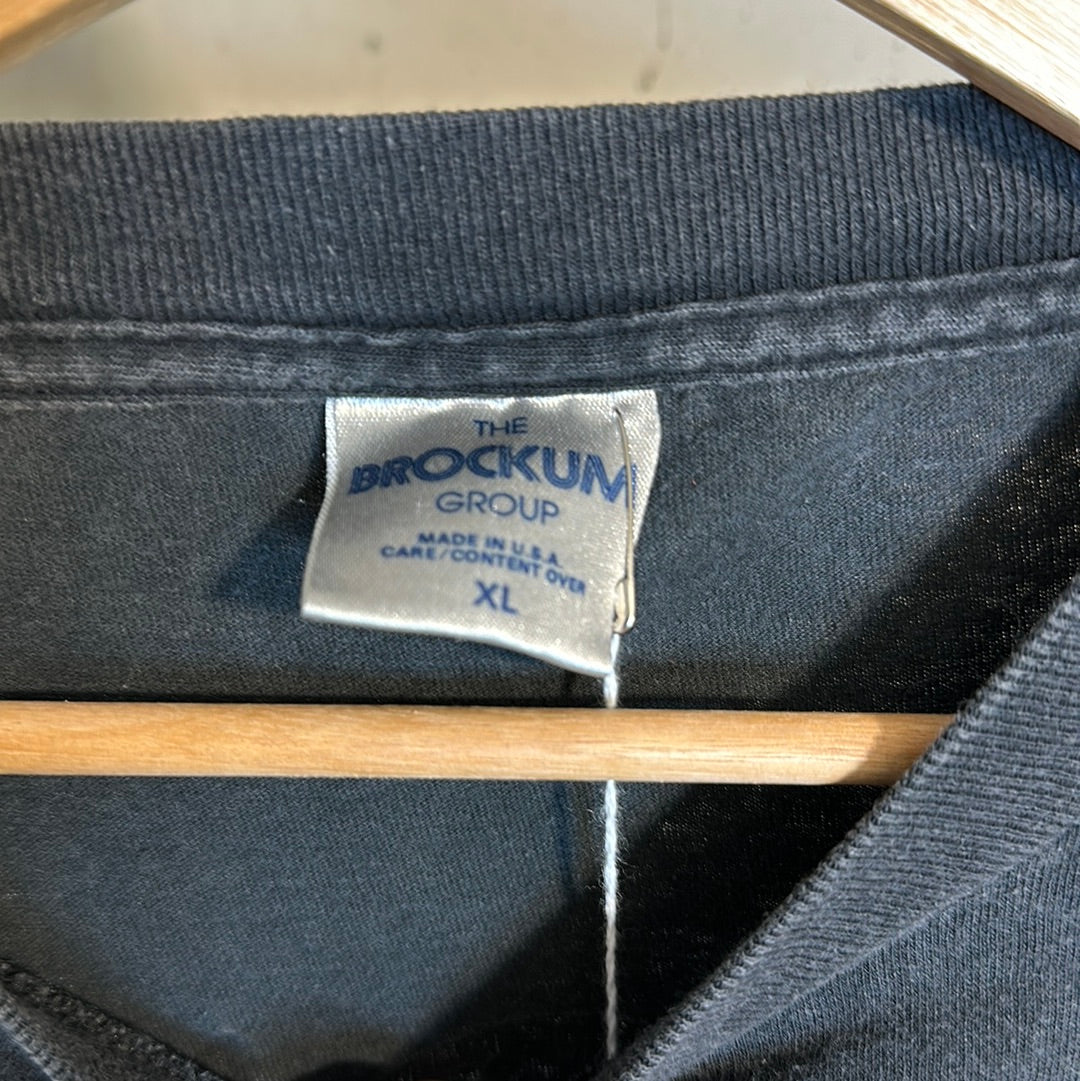 THE
BROCKUM
GROUP
MADE IN U.S.A.
CARE/CONTENT OVER
XL